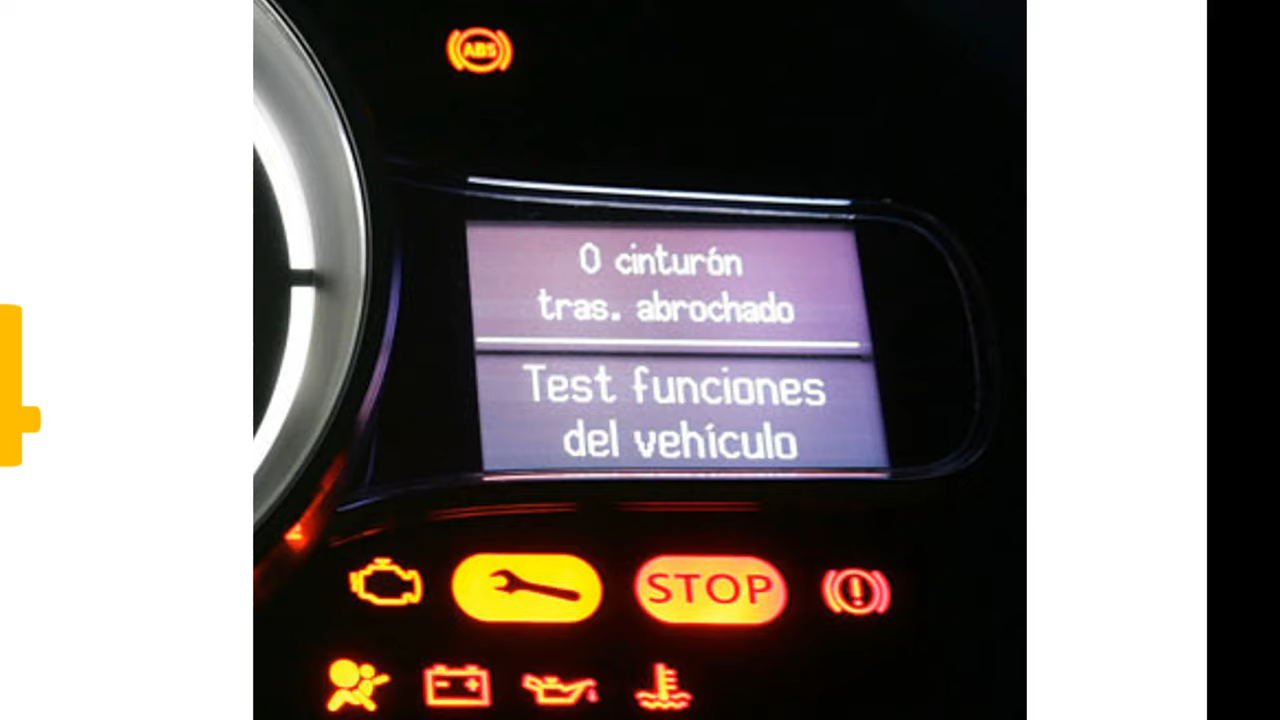 ABS
0 cinturón
tras. abrochado
Test funciones
del vehículo
STOP